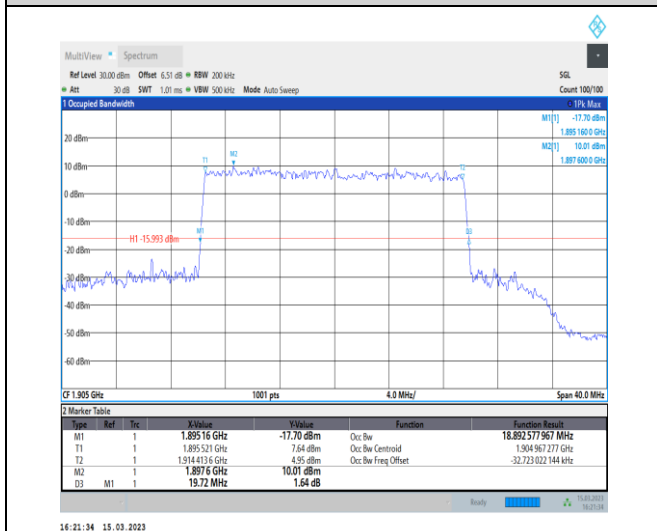 MultiView Spectrum
Ref Level 30.00 dBm Offset 6.51 dB RBW 200 kHz SGL
Att 30 dB SWT 1.01 ms VBW 500 kHz Mode Auto Sweep Count 100/100
1 Occupied Bandwidth 1Pk Max
M1[1] -17.70 dBm
1.895 160 0 GHz
M2[1] 10.01 dBm
1.897 600 0 GHz
20 dBm
T1 M2 T2
10 dBm
0 dBm
-10 dBm
M1 D3
H1 -15.993 dBm
-20 dBm
-30 dBm
-40 dBm
-50 dBm
-60 dBm
CF 1.905 GHz 1001 pts 4.0 MHz/ Span 40.0 MHz
2 Marker Table
Type Ref Trc X-Value Y-Value Function Function Result
M1 1 1.895 16 GHz -17.70 dBm Occ Bw 18.892 577 967 MHz
T1 1 1.895 521 GHz 7.64 dBm Occ Bw Centroid 1.904 967 277 GHz
T2 1 1.914 413 6 GHz 4.95 dBm Occ Bw Freq Offset -32.723 022 144 kHz
M2 1 1.897 6 GHz 10.01 dBm
D3 M1 1 19.72 MHz 1.64 dB
Ready 15.03.2023
16:21:34
16:21:34 15.03.2023